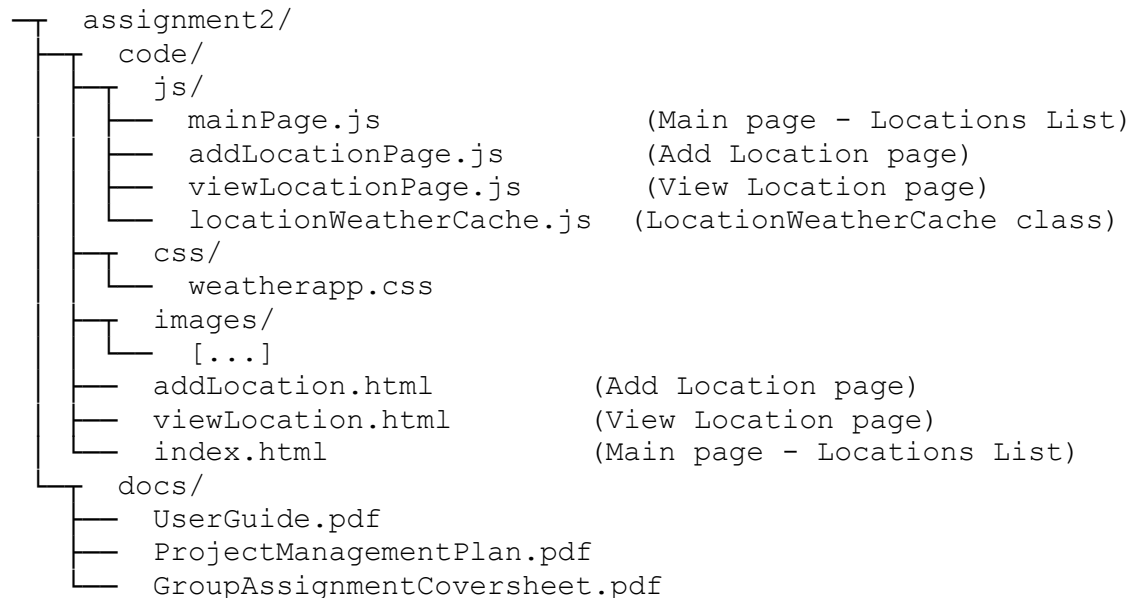 assignment2/
code/
js/
mainPage.js (Main page - Locations List)
addLocationPage.js (Add Location page)
viewLocationPage.js (View Location page)
locationWeatherCache.js (LocationWeatherCache class)
css/
weatherapp.css
images/
[...]
addLocation.html (Add Location page)
viewLocation.html (View Location page)
index.html (Main page - Locations List)
docs/
UserGuide.pdf
ProjectManagementPlan.pdf
GroupAssignmentCoversheet.pdf